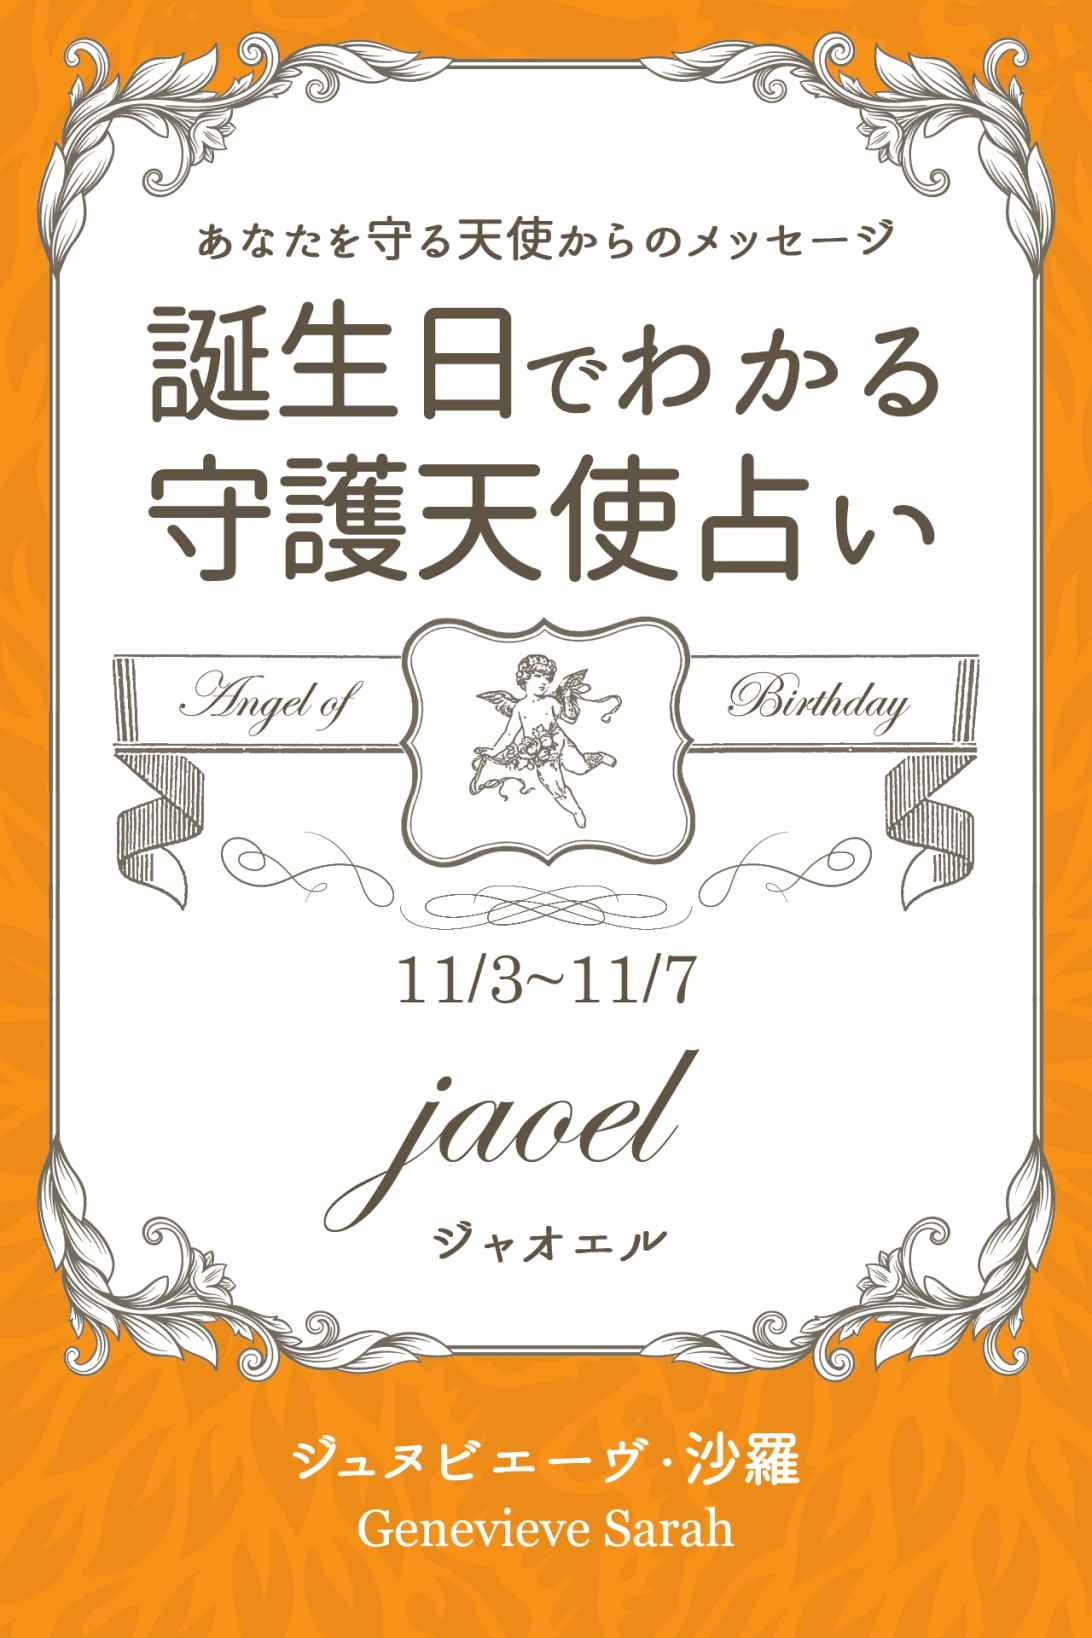 あなたを守る天使からのメッセージ
誕生日でわかる
守護天使占い
Angel of Birthday
11/3~11/7
jaoel
ジャオエル
ジュヌビエーヴ・沙羅
Genevieve Sarah